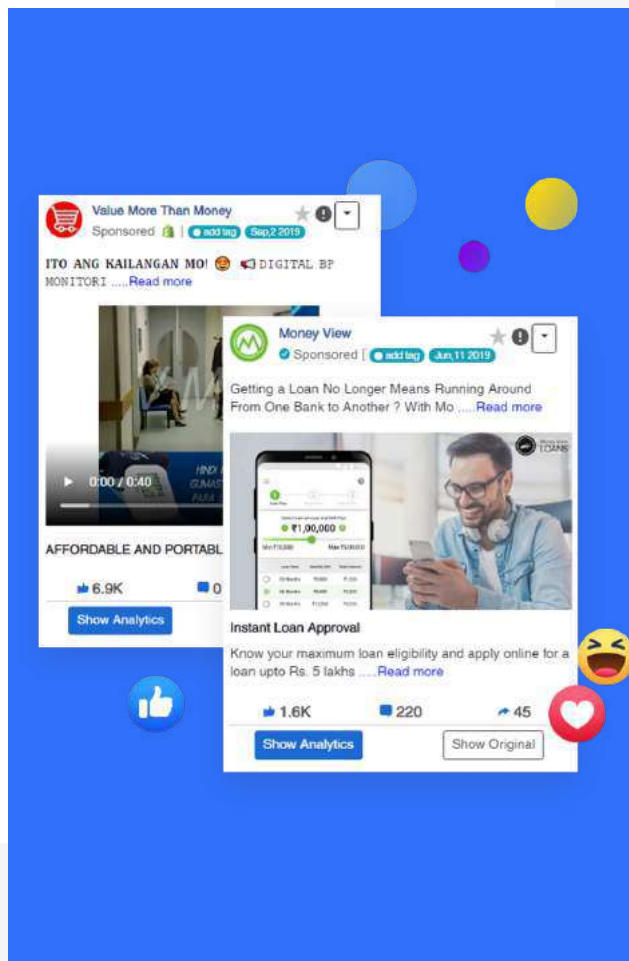 Value More Than Money
Sponsored | add tag Sep,2 2019
ITO ANG KAILANGAN MO! DIGITAL BP
MONITORI .....Read more
HINDI
GUMAS
PARA
0:00 / 0:40
AFFORDABLE AND PORTABL
6.9K 0
Show Analytics
Money View
Sponsored [ add tag Jun,11 2019
Getting a Loan No Longer Means Running Around
From One Bank to Another ? With Mo .....Read more
LOANS
₹1,00,000
Instant Loan Approval
Know your maximum loan eligibility and apply online for a
loan upto Rs. 5 lakhs .....Read more
1.6K 220 45
Show Analytics Show Original